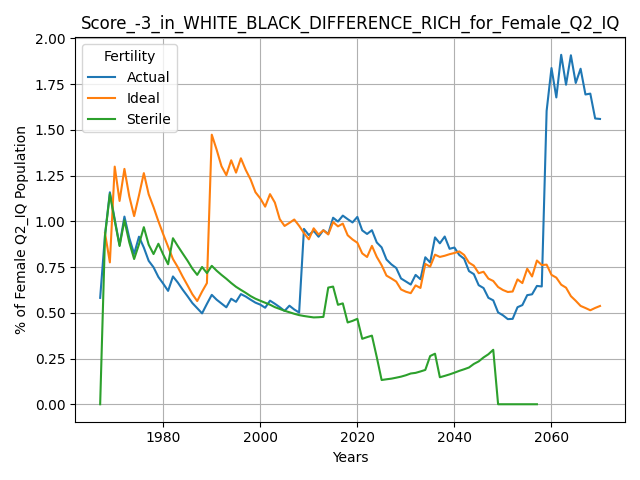 Score_-3_in_WHITE_BLACK_DIFFERENCE_RICH_for_Female_Q2_IQ
Fertility
Actual
Ideal
Sterile
% of Female Q2_IQ Population
2.00
1.75
1.50
1.25
1.00
0.75
0.50
0.25
0.00
1980
2000
2020
2040
2060
Years